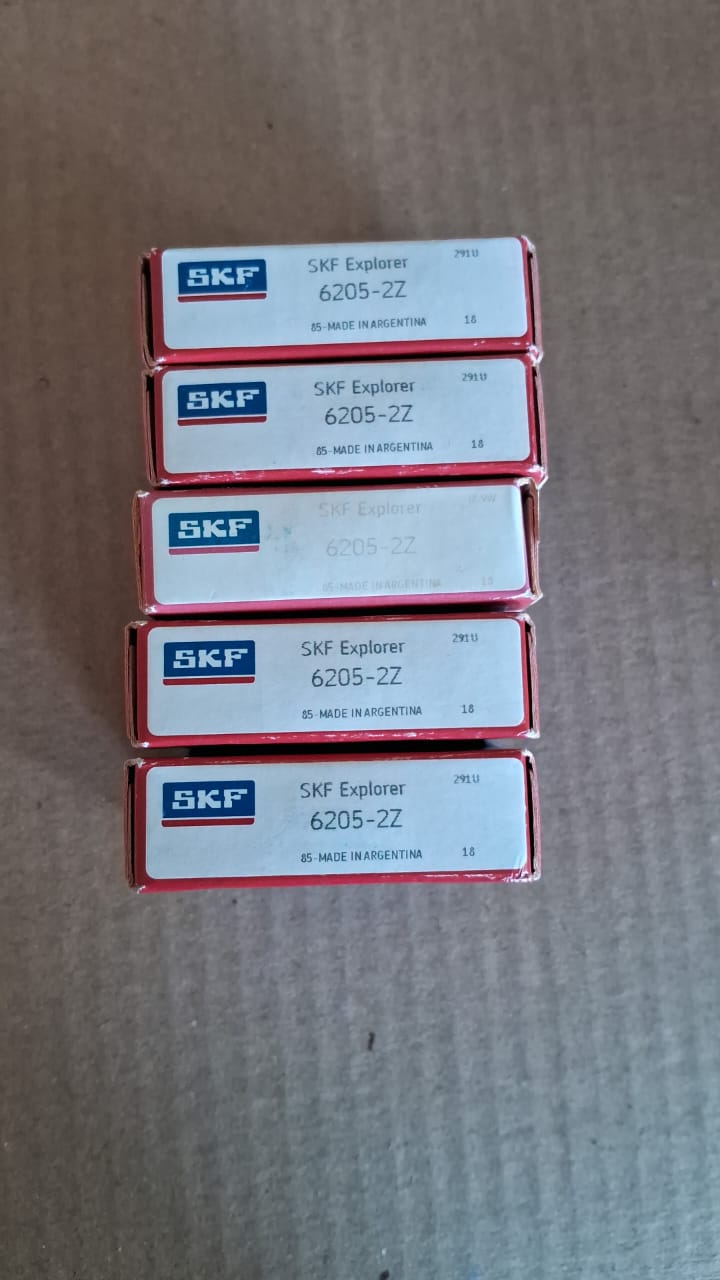 SKF SKF Explorer 291U
6205-2Z
85-MADE IN ARGENTINA 18
SKF SKF Explorer 291U
6205-2Z
85-MADE IN ARGENTINA 18
SKF SKF Explorer
6205-2Z
85-MADE IN ARGENTINA 18
SKF SKF Explorer 291U
6205-2Z
85-MADE IN ARGENTINA 18
SKF SKF Explorer 291U
6205-2Z
85-MADE IN ARGENTINA 18